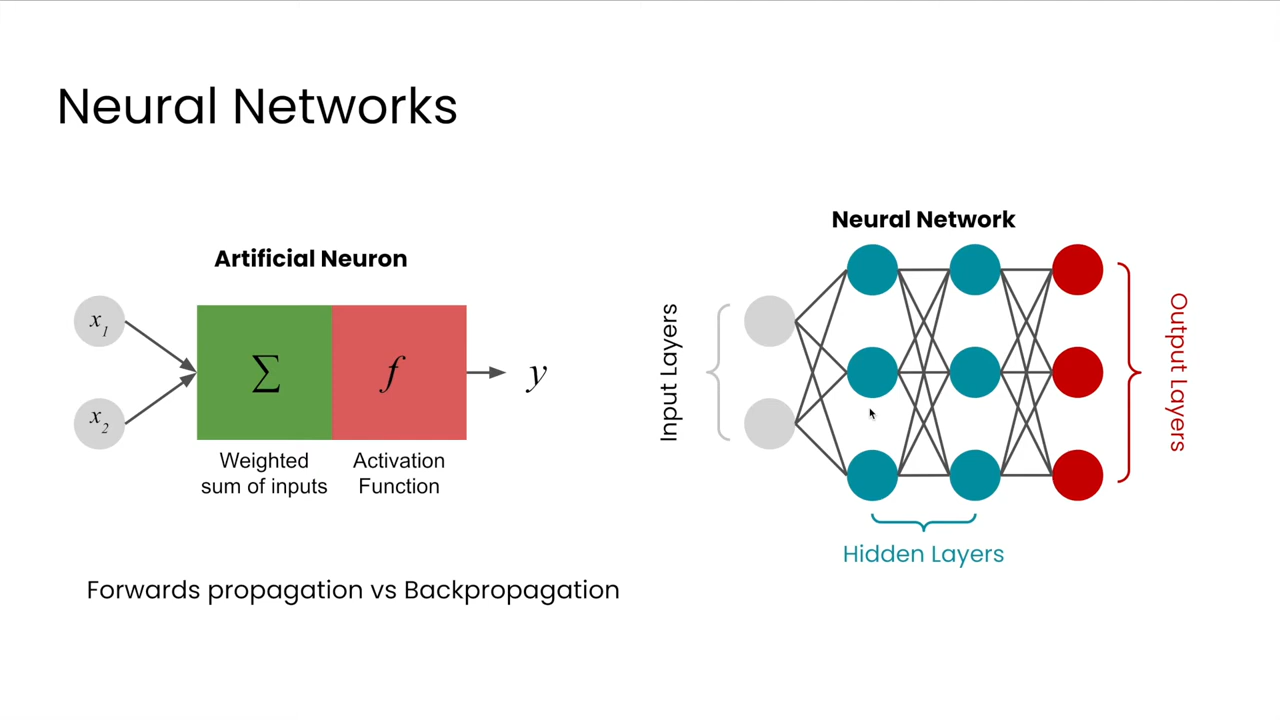 Neural Networks
Artificial Neuron
x1
x2
∑
f
y
Weighted
sum of inputs
Activation
Function
Forwards propagation vs Backpropagation
Neural Network
Input Layers
Hidden Layers
Output Layers